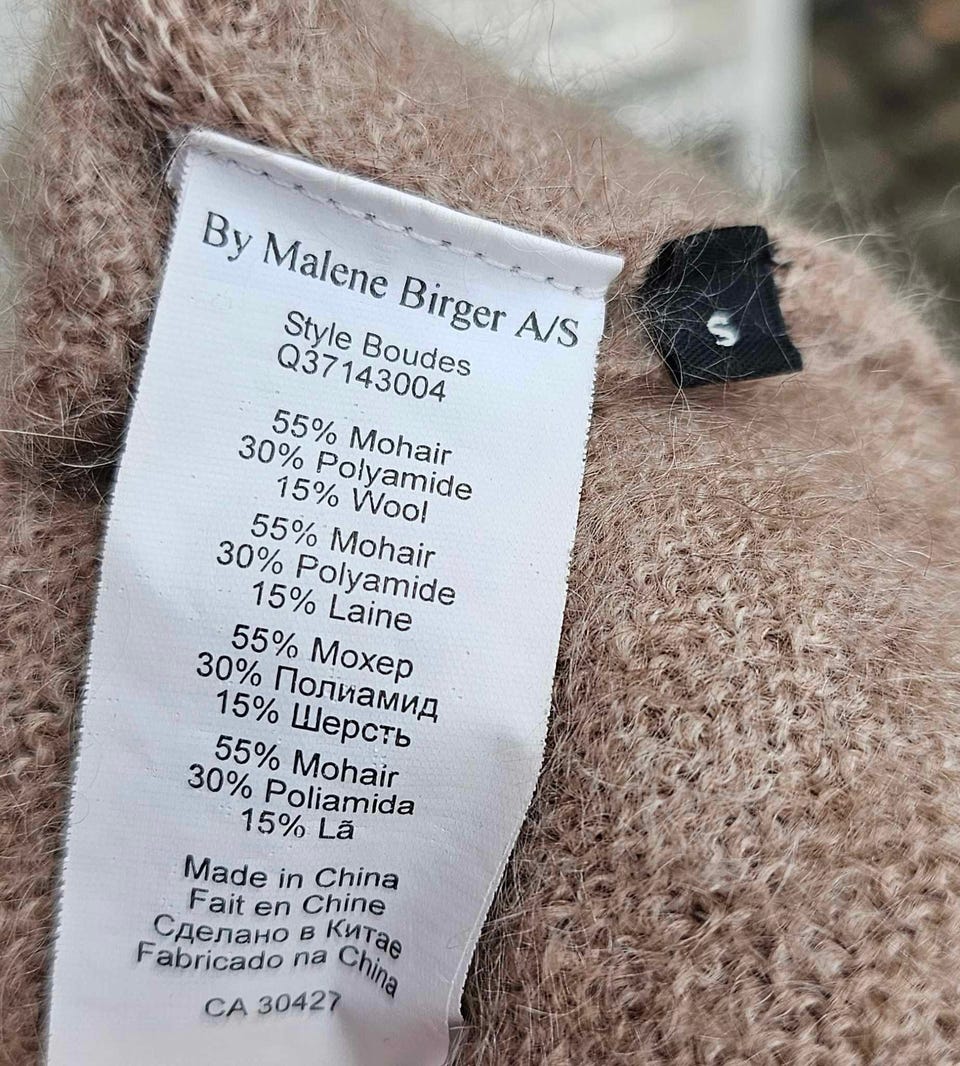 By Malene Birger A/S
Style Boudes
Q37143004
55% Mohair
30% Polyamide
15% Wool
55% Mohair
30% Polyamide
15% Laine
55% Мохер
30% Полиамид
15% Шерсть
55% Mohair
30% Poliamida
15% Lã
Made in China
Fait en Chine
Сделано в Китае
Fabricado na China
CA 30427
S